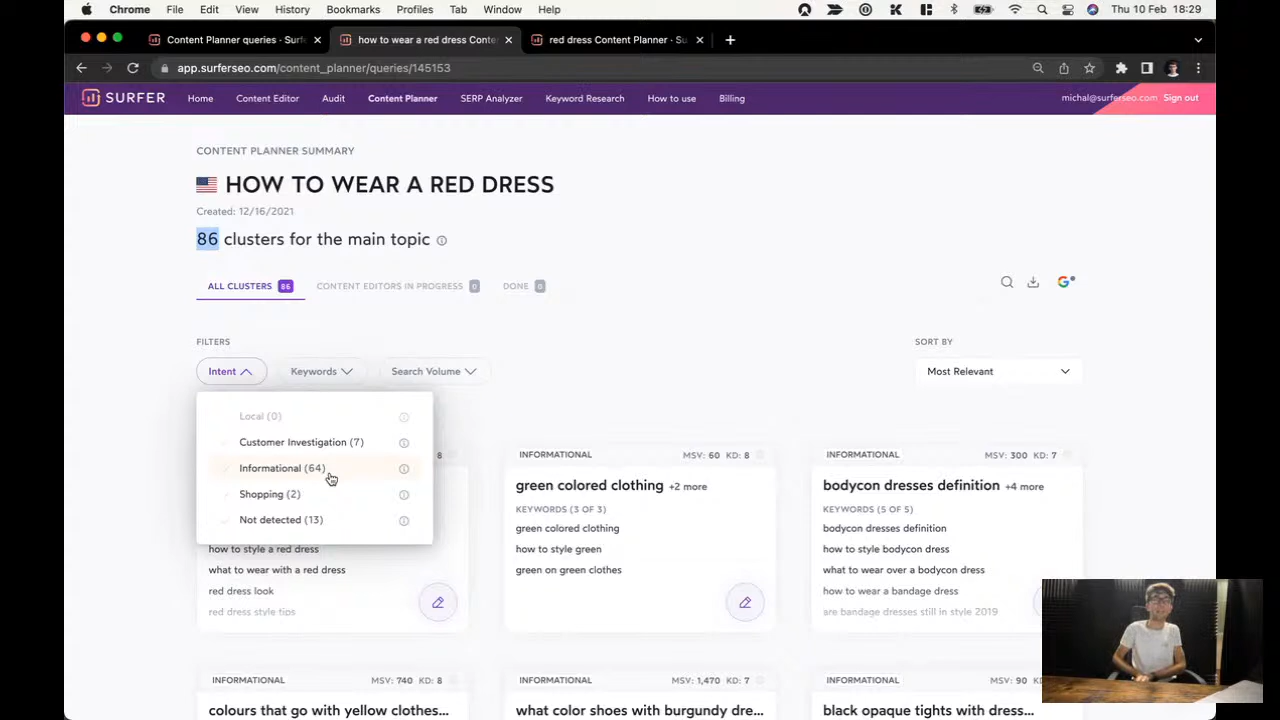 Chrome File Edit View History Bookmarks Profiles Tab Window Help Thu 10 Feb 18:29
Content Planner queries - Surfe how to wear a red dress Conte red dress Content Planner - Su
app.surferseo.com/content_planner/queries/145153
SURFER Home Content Editor Audit Content Planner SERP Analyzer Keyword Research How to use Billing michal@surferseo.com Sign out
CONTENT PLANNER SUMMARY
HOW TO WEAR A RED DRESS
Created: 12/16/2021
86 clusters for the main topic
ALL CLUSTERS 86 CONTENT EDITORS IN PROGRESS 0 DONE 0
FILTERS SORT BY
Intent Keywords Search Volume Most Relevant
Local (0)
Customer Investigation (7)
Informational (64)
Shopping (2)
Not detected (13)
8 INFORMATIONAL MSV: 60 KD: 8 INFORMATIONAL MSV: 300 KD: 7
green colored clothing +2 more bodycon dresses definition +4 more
KEYWORDS (3 OF 3) KEYWORDS (5 OF 5)
green colored clothing bodycon dresses definition
how to style a red dress how to style green how to style bodycon dress
what to wear with a red dress green on green clothes what to wear over a bodycon dress
red dress look how to wear a bandage dress
red dress style tips are bandage dresses still in style 2019
INFORMATIONAL MSV: 740 KD: 8 INFORMATIONAL MSV: 1,470 KD: 7 INFORMATIONAL MSV: 90 KD:
colours that go with yellow clothes... what color shoes with burgundy dre... black opaque tights with dress...